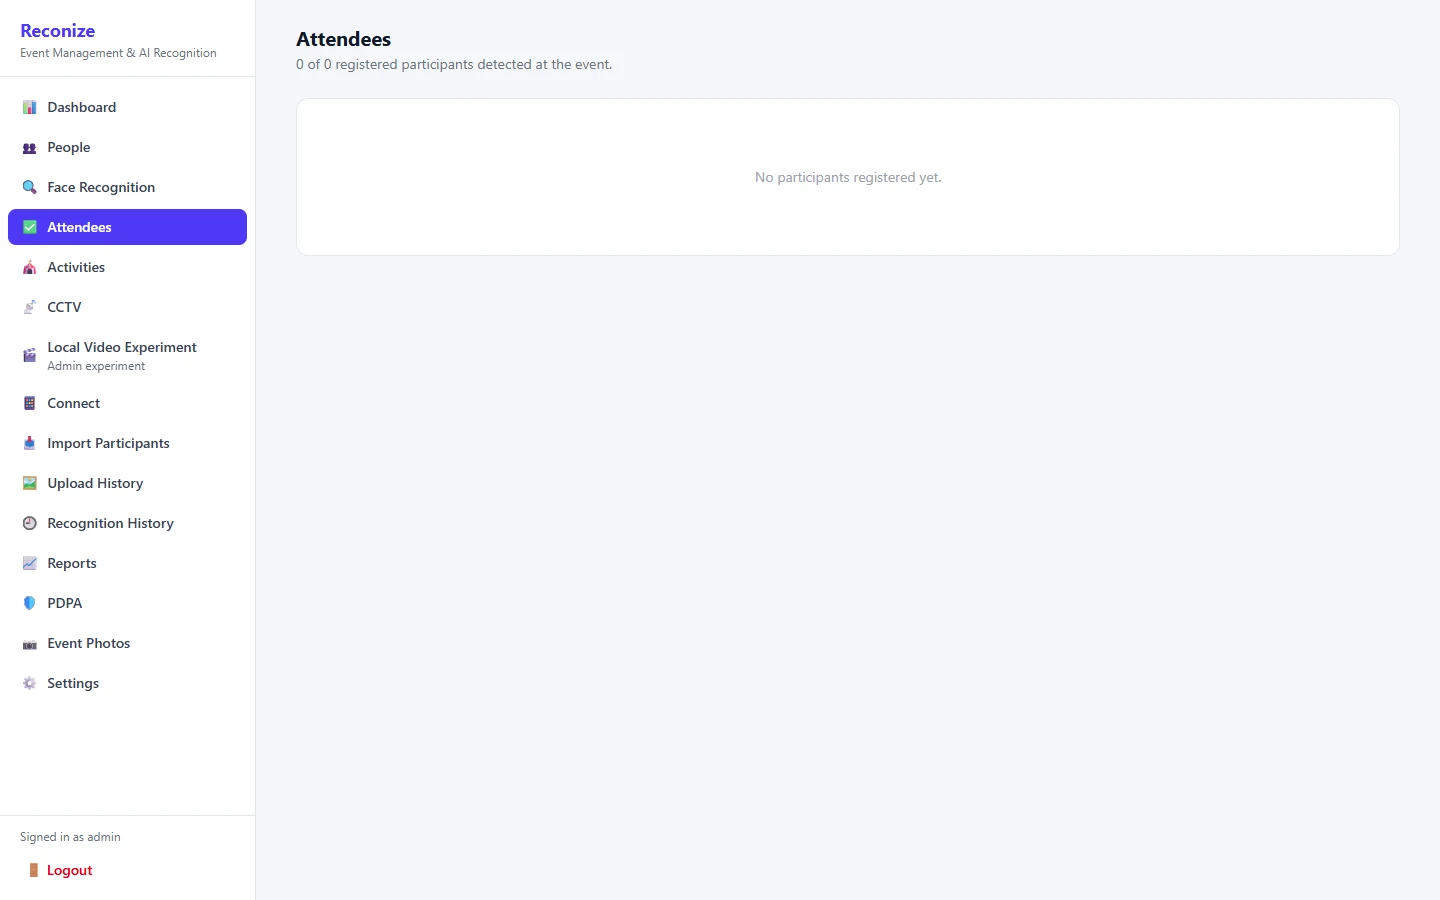 Reconize
Event Management & AI Recognition
Dashboard
People
Face Recognition
Attendees
Activities
CCTV
Local Video Experiment
Admin experiment
Connect
Import Participants
Upload History
Recognition History
Reports
PDPA
Event Photos
Settings
Signed in as admin
Logout
Attendees
0 of 0 registered participants detected at the event.
No participants registered yet.